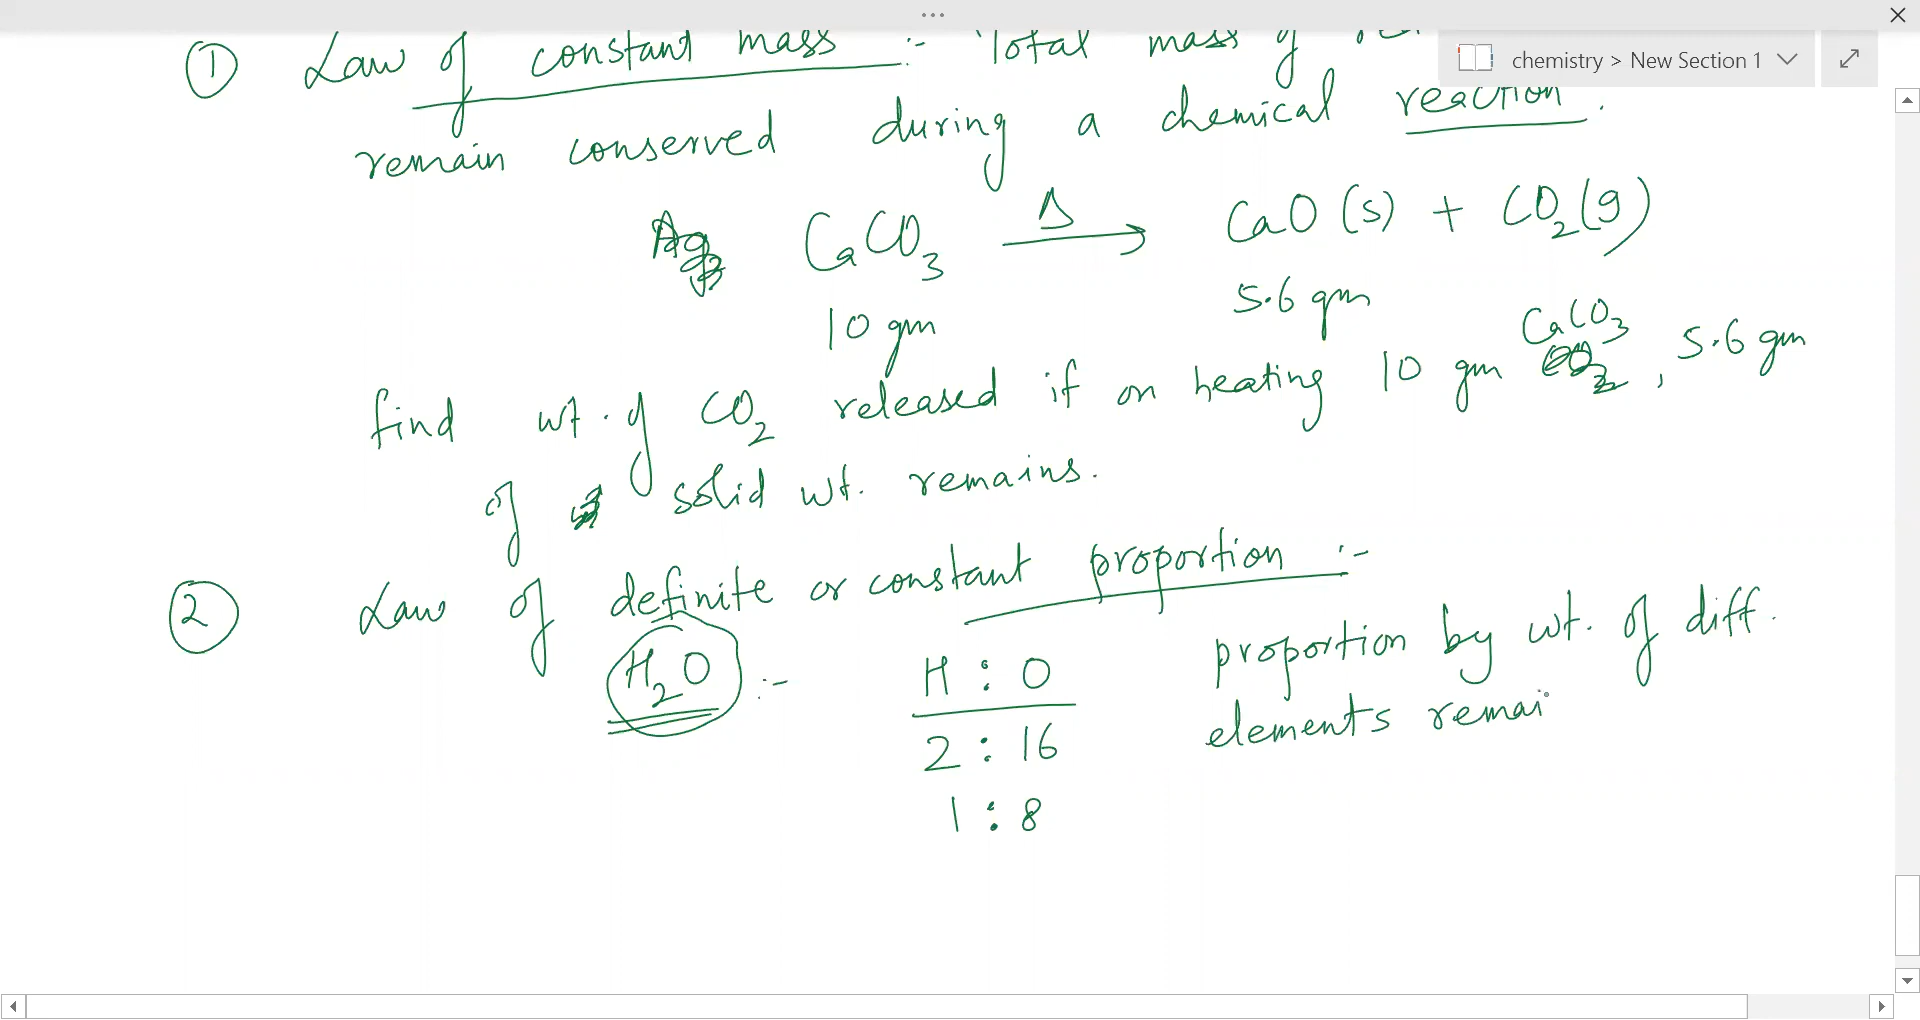 ...
① Law of constant mass :- Total mass of
chemistry > New Section 1
remain conserved during a chemical reaction.
CaCO₃ Δ→ CaO (s) + CO₂(g)
10 gm 5.6 gm
find wt. of CO₂ released if on heating 10 gm CaCO₃, 5.6 gm
of solid wt. remains.
② Law of definite or constant proportion :-
H₂O :- H : O proportion by wt. of diff.
2 : 16 elements remai
1 : 8